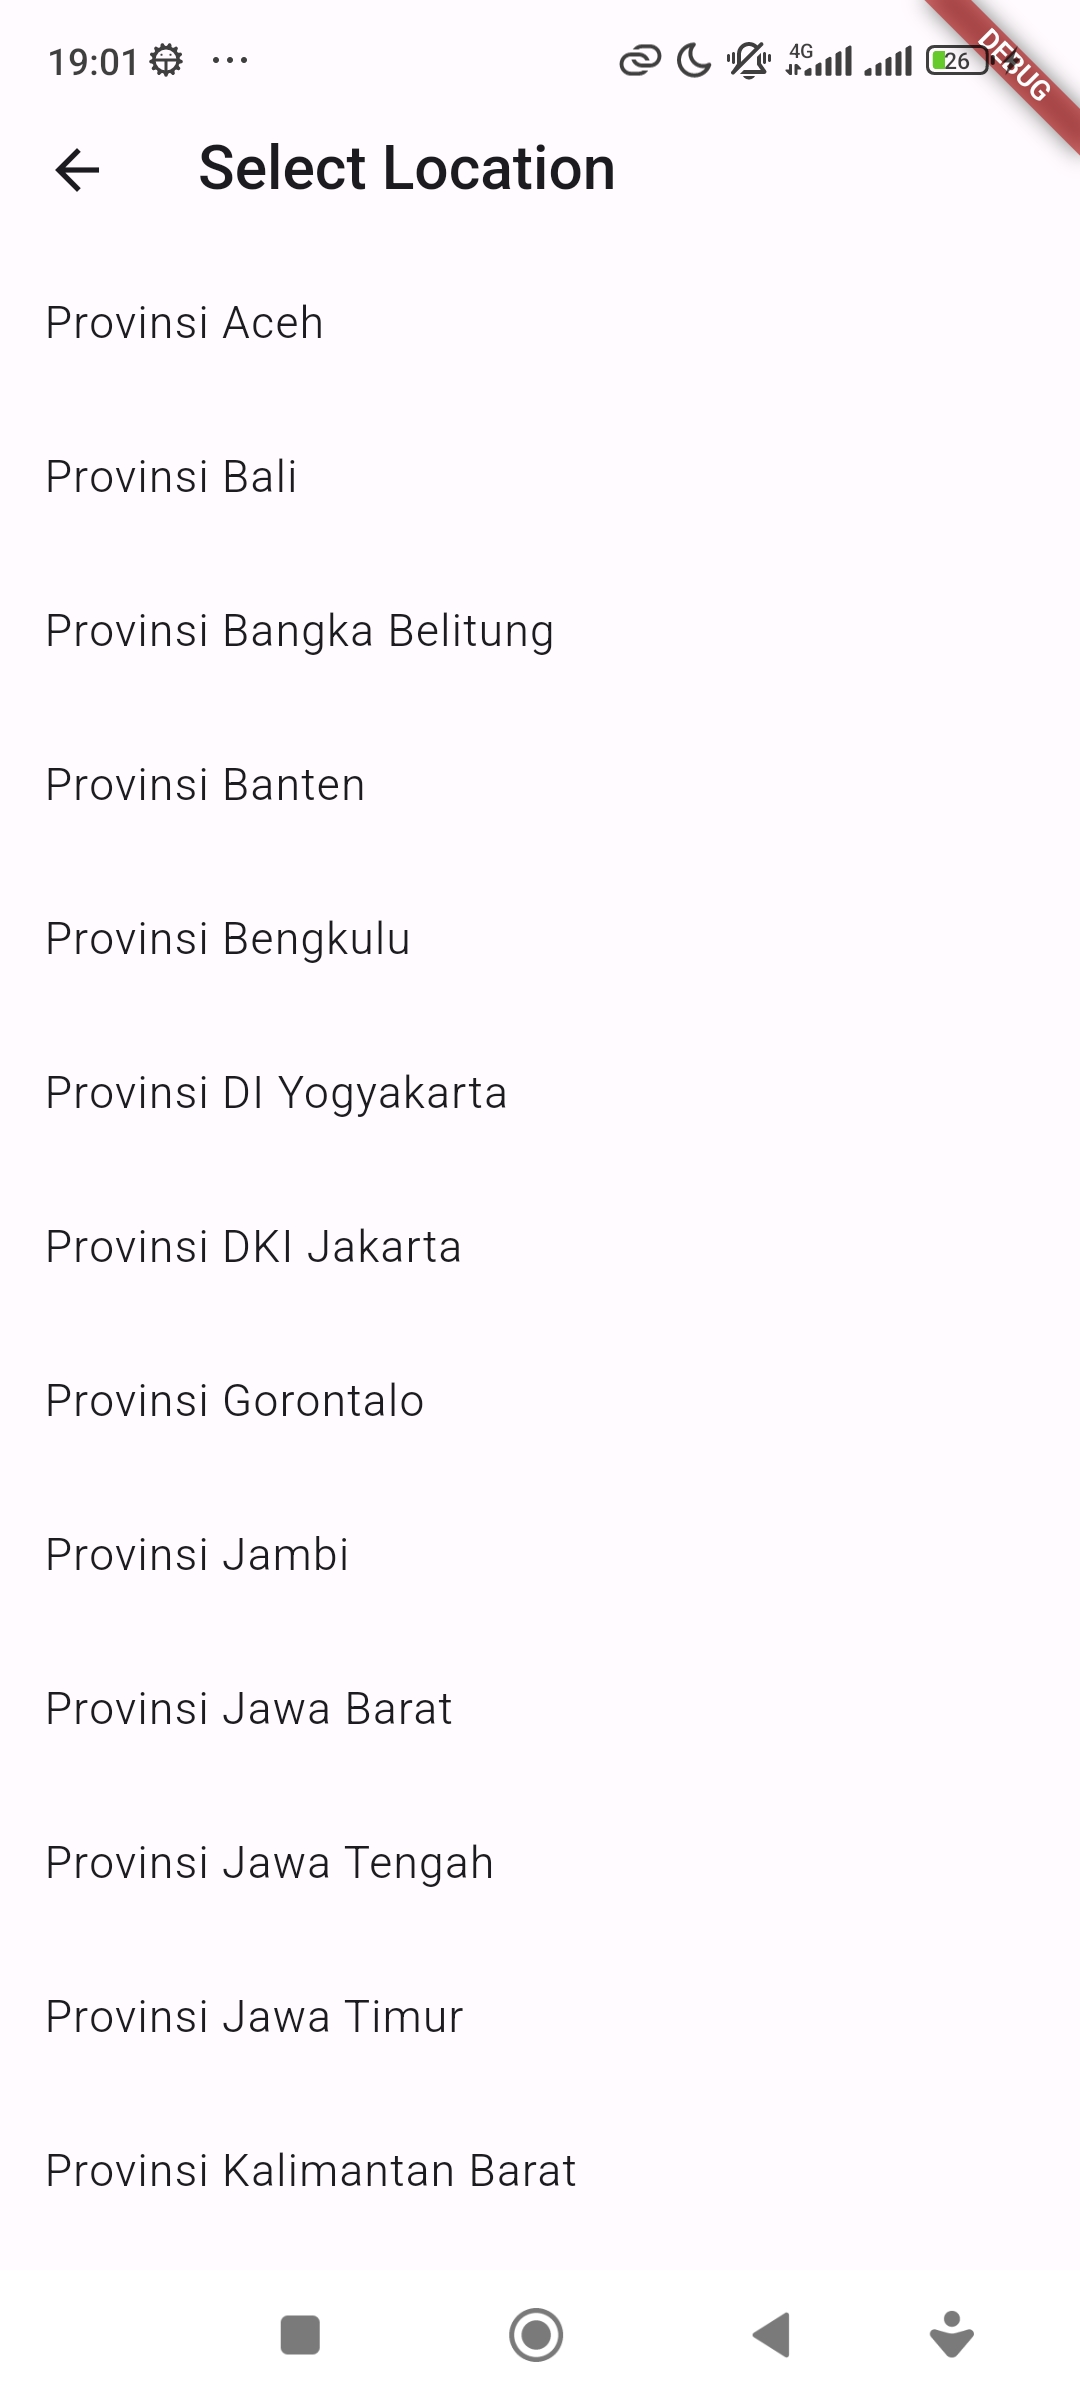 19:01
4G
26
DEBUG
Select Location
Provinsi Aceh
Provinsi Bali
Provinsi Bangka Belitung
Provinsi Banten
Provinsi Bengkulu
Provinsi DI Yogyakarta
Provinsi DKI Jakarta
Provinsi Gorontalo
Provinsi Jambi
Provinsi Jawa Barat
Provinsi Jawa Tengah
Provinsi Jawa Timur
Provinsi Kalimantan Barat